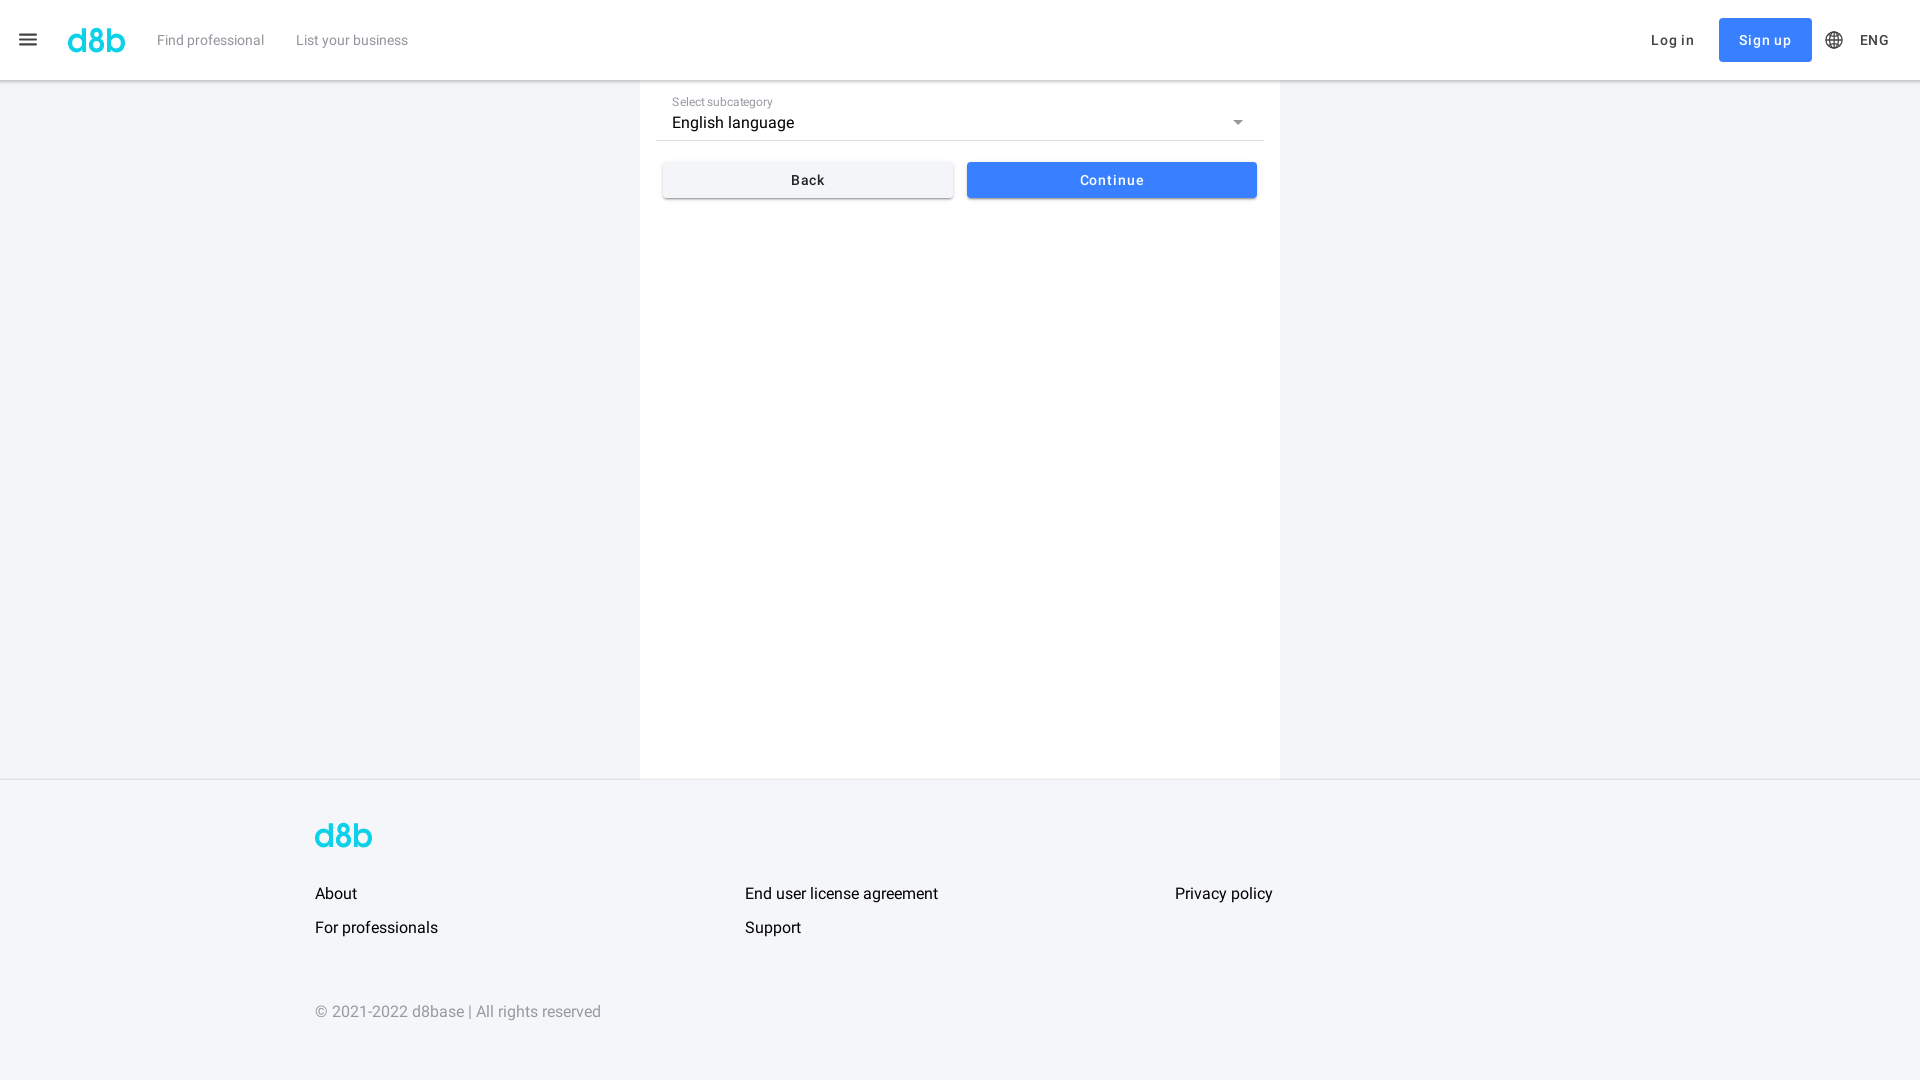 d8b
Find professional
List your business
Log in
Sign up
ENG
Select subcategory
English language
Back
Continue
d8b
About
End user license agreement
Privacy policy
For professionals
Support
© 2021-2022 d8base | All rights reserved